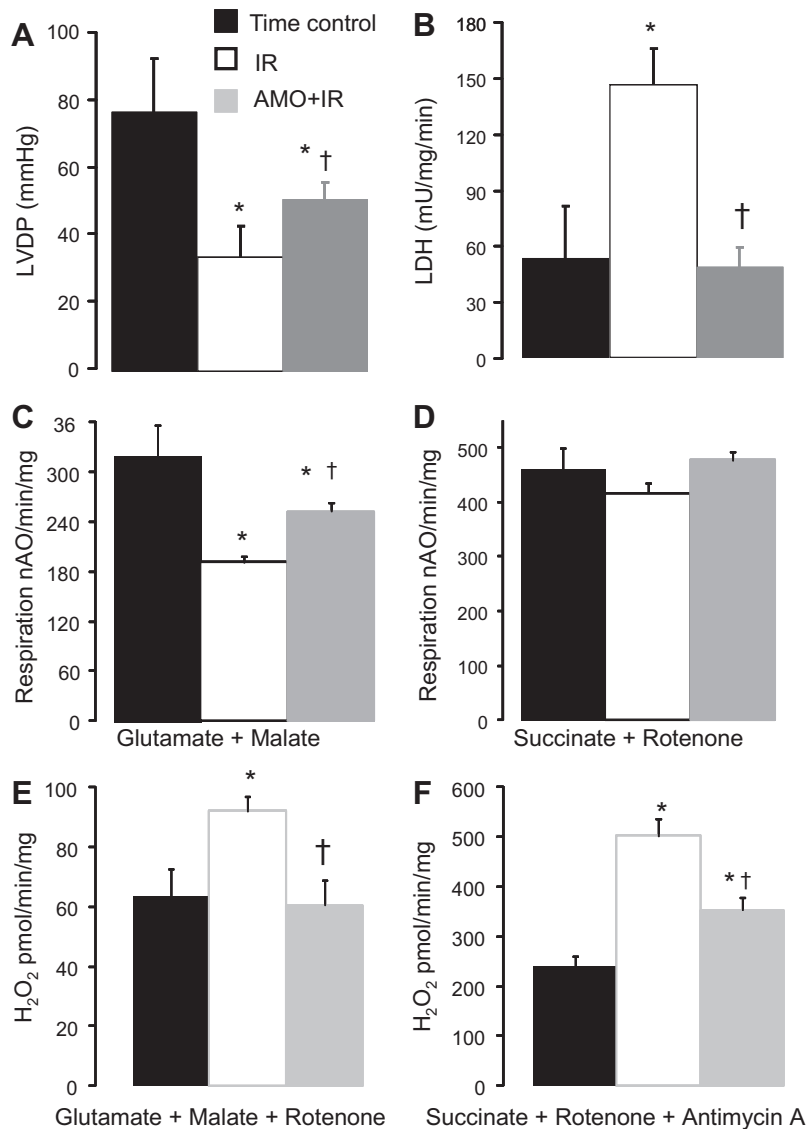 A
Time control
IR
AMO+IR
LVDP (mmHg)
100
80
60
40
20
0
*
* †
B
LDH (mU/mg/min)
180
150
120
90
60
30
0
*
†
C
Respiration nAO/min/mg
36
300
240
180
120
60
0
*
* †
Glutamate + Malate
D
Respiration nAO/min/mg
500
400
300
200
100
0
Succinate + Rotenone
E
H₂O₂ pmol/min/mg
100
80
60
40
20
0
*
†
Glutamate + Malate + Rotenone
F
H₂O₂ pmol/min/mg
600
500
400
300
200
100
0
*
* †
Succinate + Rotenone + Antimycin A